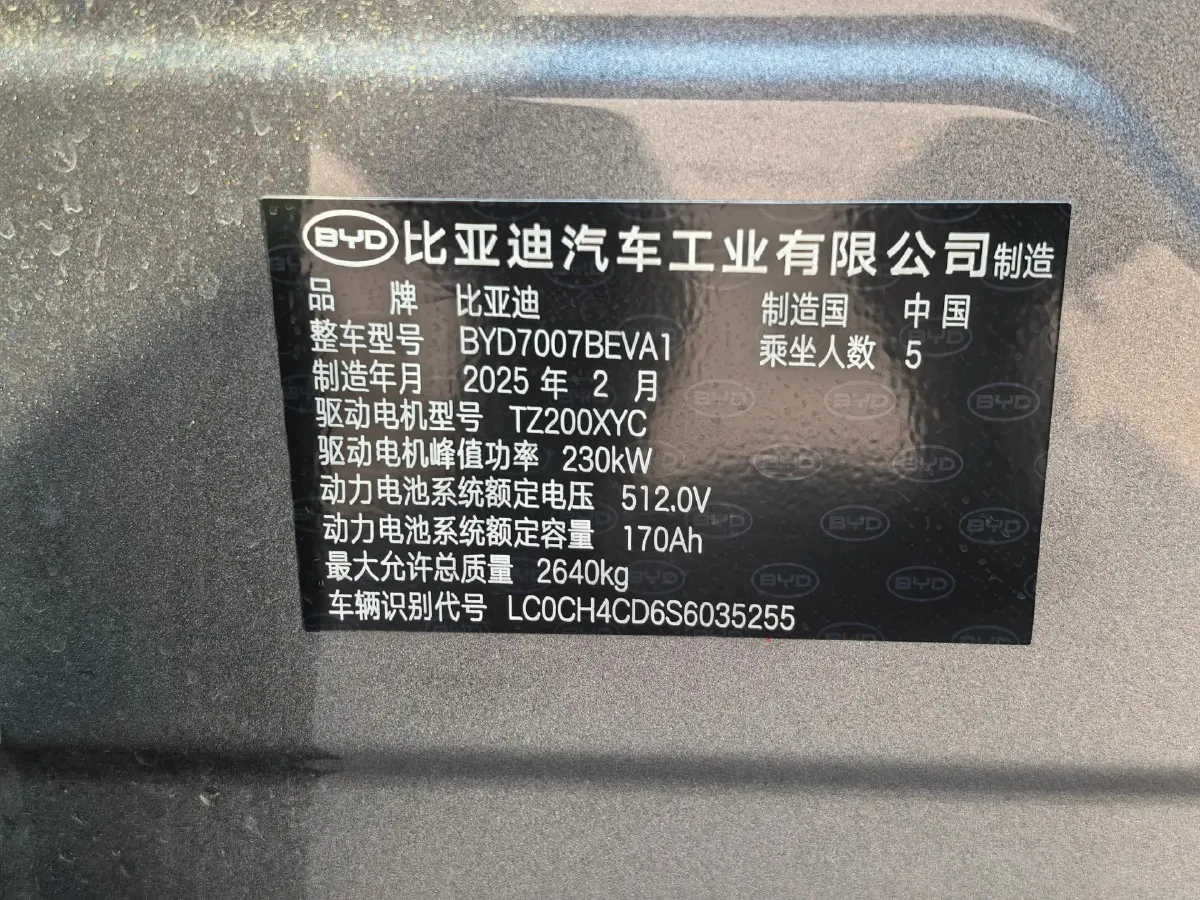 BYD 比亚迪汽车工业有限公司制造
品牌 比亚迪 制造国 中国
整车型号 BYD7007BEVA1 乘坐人数 5
制造年月 2025年2月
驱动电机型号 TZ200XYC
驱动电机峰值功率 230kW
动力电池系统额定电压 512.0V
动力电池系统额定容量 170Ah
最大允许总质量 2640kg
车辆识别代号 LC0CH4CD6S6035255